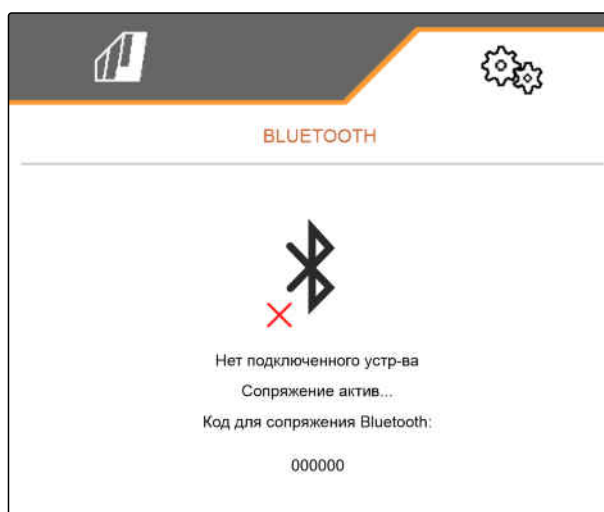 BLUETOOTH
Нет подключенного устр-ва
Сопряжение актив...
Код для сопряжения Bluetooth:
000000